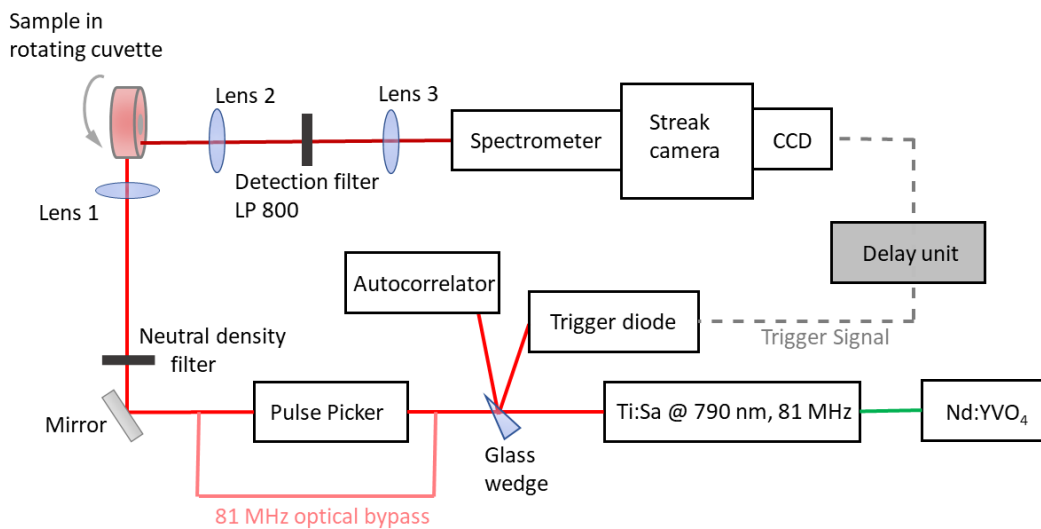 Sample in
rotating cuvette
Lens 2
Lens 3
Spectrometer
Streak
camera
CCD
Detection filter
LP 800
Lens 1
Delay unit
Autocorrelator
Trigger diode
Trigger Signal
Neutral density
filter
Mirror
Pulse Picker
Ti:Sa @ 790 nm, 81 MHz
Nd:YVO₄
Glass
wedge
81 MHz optical bypass